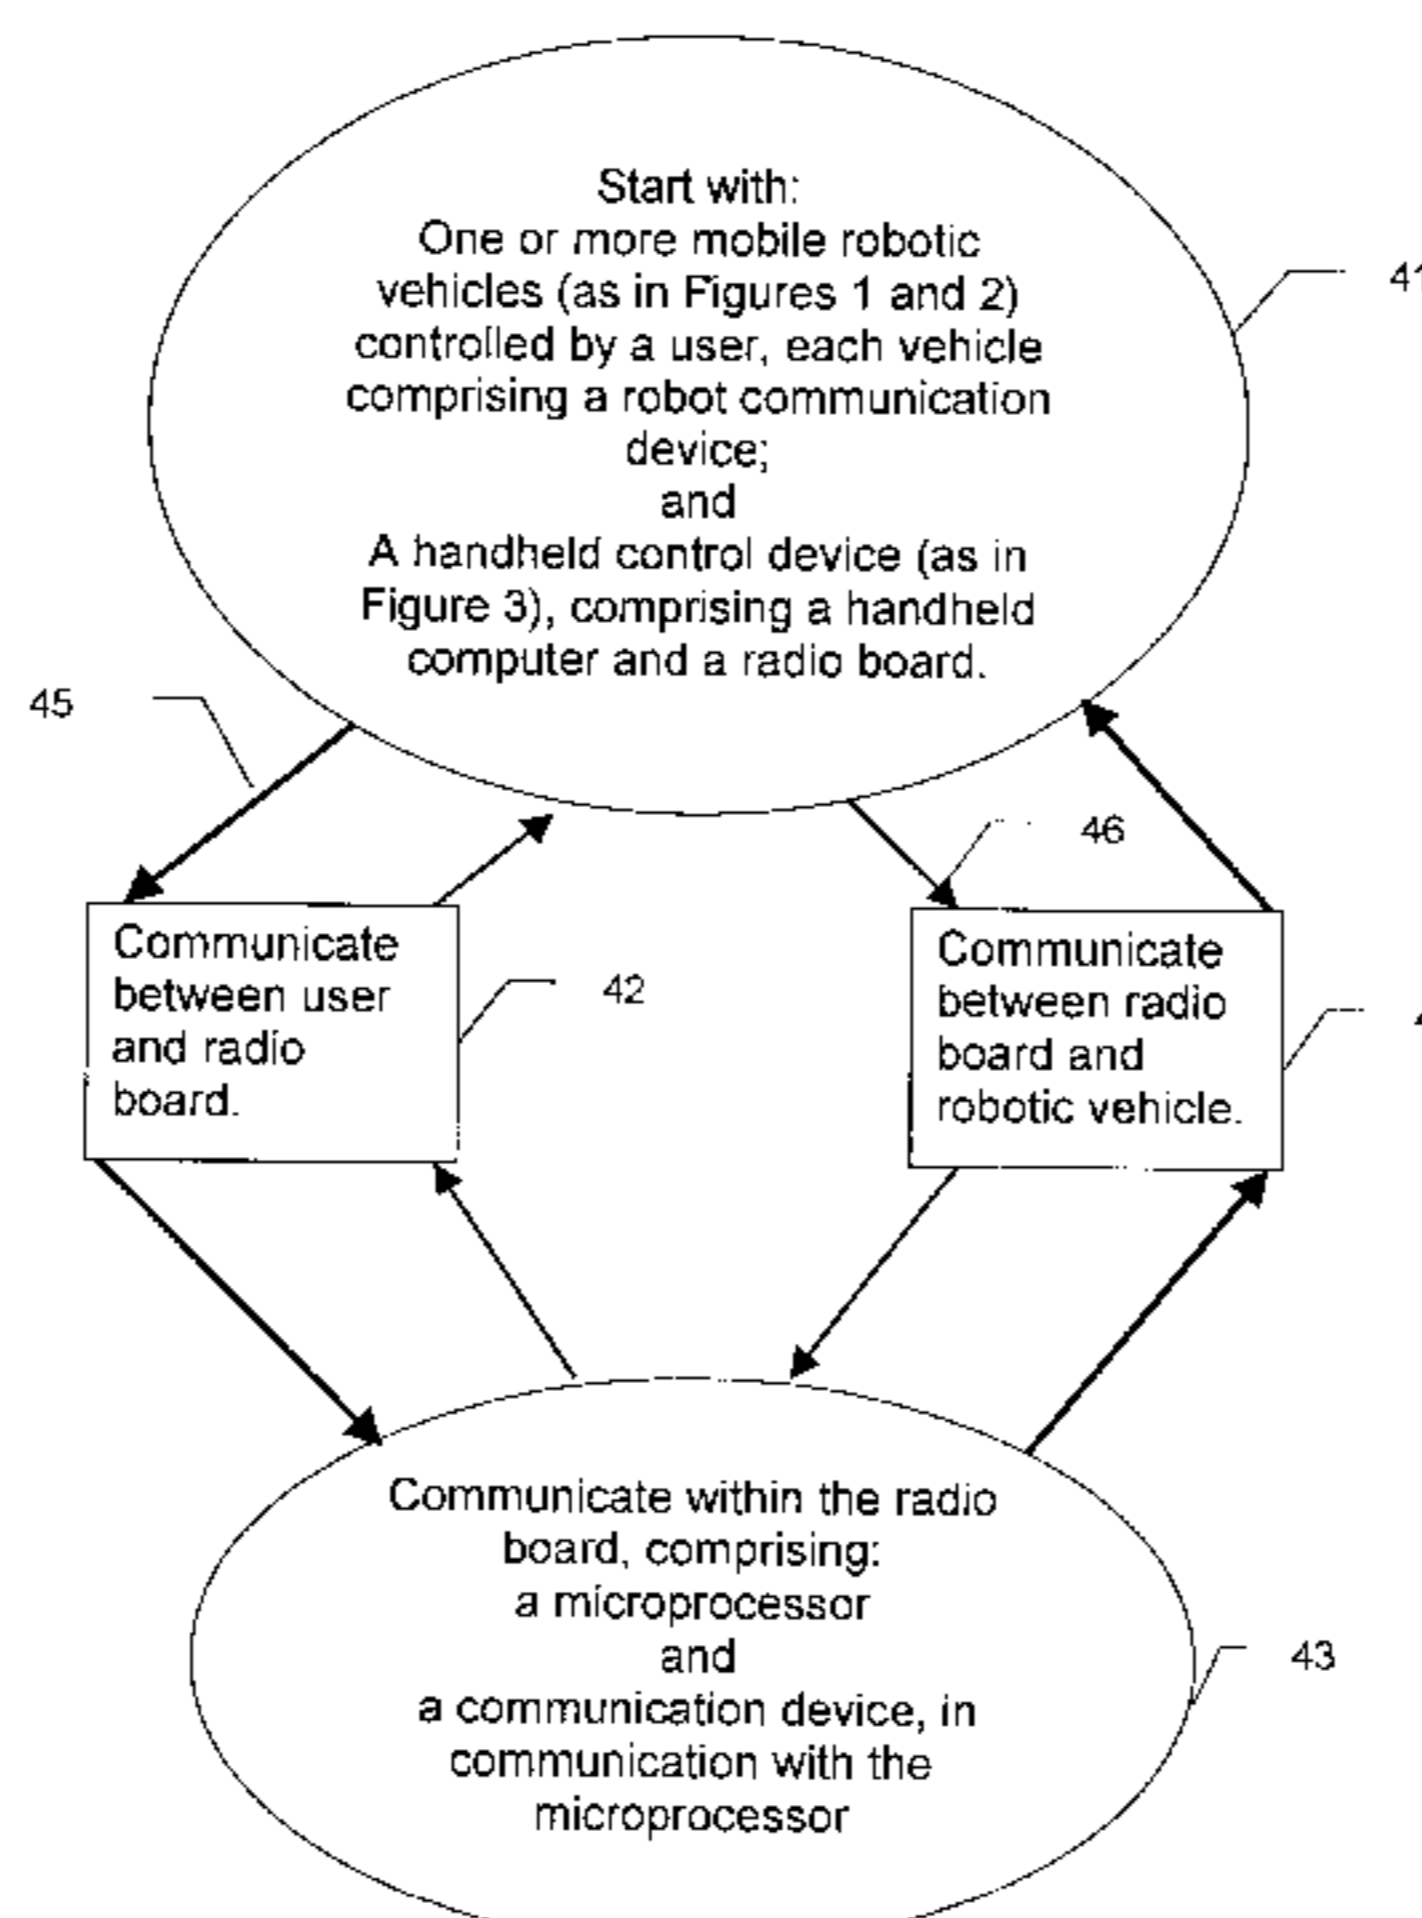 Start with:
One or more mobile robotic
vehicles (as in Figures 1 and 2)
controlled by a user, each vehicle
comprising a robot communication
device;
and
A handheld control device (as in
Figure 3), comprising a handheld
computer and a radio board.
41
45
46
Communicate
between user
and radio
board.
42
Communicate
between radio
board and
robotic vehicle.
Communicate within the radio
board, comprising:
a microprocessor
and
a communication device, in
communication with the
microprocessor
43